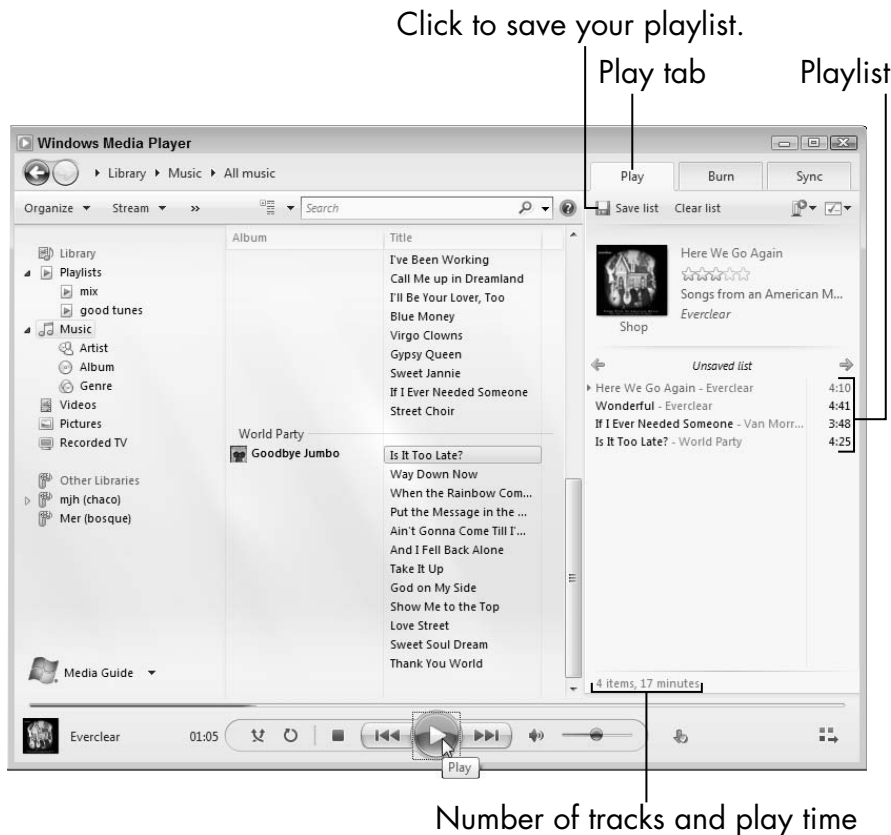 Click to save your playlist.
Play tab
Playlist
Windows Media Player
Library Music All music
Play
Burn
Sync
Organize
Stream
»
Search
Save list
Clear list
Library
Playlists
mix
good tunes
Music
Artist
Album
Genre
Videos
Pictures
Recorded TV
Other Libraries
mjh (chaco)
Mer (bosque)
Media Guide
Album
Title
I've Been Working
Call Me up in Dreamland
I'll Be Your Lover, Too
Blue Money
Virgo Clowns
Gypsy Queen
Sweet Jannie
If I Ever Needed Someone
Street Choir
World Party
Goodbye Jumbo
Is It Too Late?
Way Down Now
When the Rainbow Com...
Put the Message in the ...
Ain't Gonna Come Till I'...
And I Fell Back Alone
Take It Up
God on My Side
Show Me to the Top
Love Street
Sweet Soul Dream
Thank You World
Here We Go Again
Songs from an American M...
Everclear
Shop
Unsaved list
Here We Go Again - Everclear 4:10
Wonderful - Everclear 4:41
If I Ever Needed Someone - Van Morr... 3:48
Is It Too Late? - World Party 4:25
4 items, 17 minutes
Everclear
01:05
Play
Number of tracks and play time